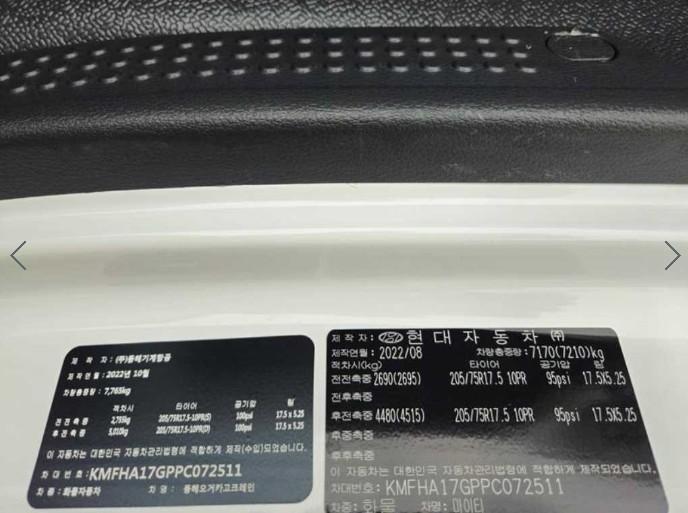 제 작 자 : (주)동해기계항공
제작연월 : 2022년 10월
차량총중량 : 7,765kg
적차시 타이어 공기압 림
전전축중 : 205/75R17.5-10PR(S) 100psi 17.5 x 5.25
후전축중 : 205/75R17.5-10PR(D) 100psi 17.5 x 5.25
이 자동차는 대한민국 자동차관리법령에 적합하게 제작(수입)되었습니다.
차 대 번 호 : KMFHA17GPPC072511
차 종 : 화물자동차 차 명 : 카고크레인
제 작 자 : 현 대 자 동 차 ㈜
제작연월 : 2022/08 차량총중량 : 7170(7210)kg
적차시(kg) 타이어 공기압 림
전전축중 2690(2695) 205/75R17.5 10PR 95psi 17.5X5.25
전후축중
후전축중 4480(4515) 205/75R17.5 10PR 95psi 17.5X5.25
후중축중
후후축중
이 자동차는 대한민국 자동차관리법령에 적합하게 제작되었습니다.
차대번호 : KMFHA17GPPC072511
차종 : 화물 차명 : 마이티